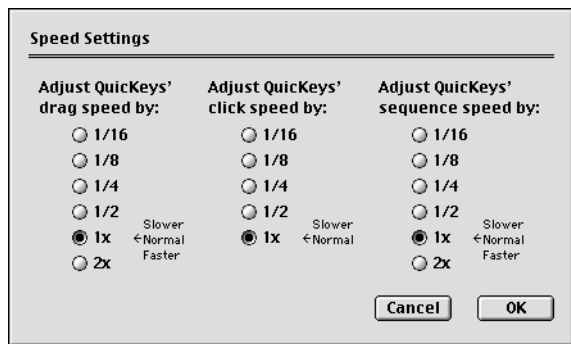 Speed Settings
Adjust QuicKeys'
drag speed by:
1/16
1/8
1/4
1/2
Slower
1x ←Normal
Faster
2x
Adjust QuicKeys'
click speed by:
1/16
1/8
1/4
1/2
Slower
1x ←Normal
Adjust QuicKeys'
sequence speed by:
1/16
1/8
1/4
1/2
Slower
1x ←Normal
Faster
2x
Cancel
OK